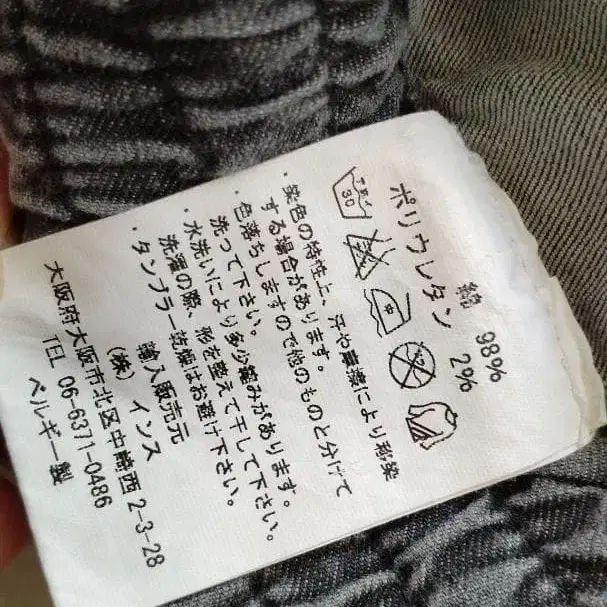 綿 98%
ポリウレタン 2%
30
・染色の特性上、汗や摩擦により移染
する場合があります。
・色落ちしますので他のものと分けて
洗って下さい。
・水洗いにより多少縮みがあります。
洗濯の際、形を整えて干して下さい。
・タンブラー乾燥はお避け下さい。
輸入販売元
(株) インス
大阪府大阪市北区中崎西 2-3-28
TEL 06-6371-0486
ベルギー製